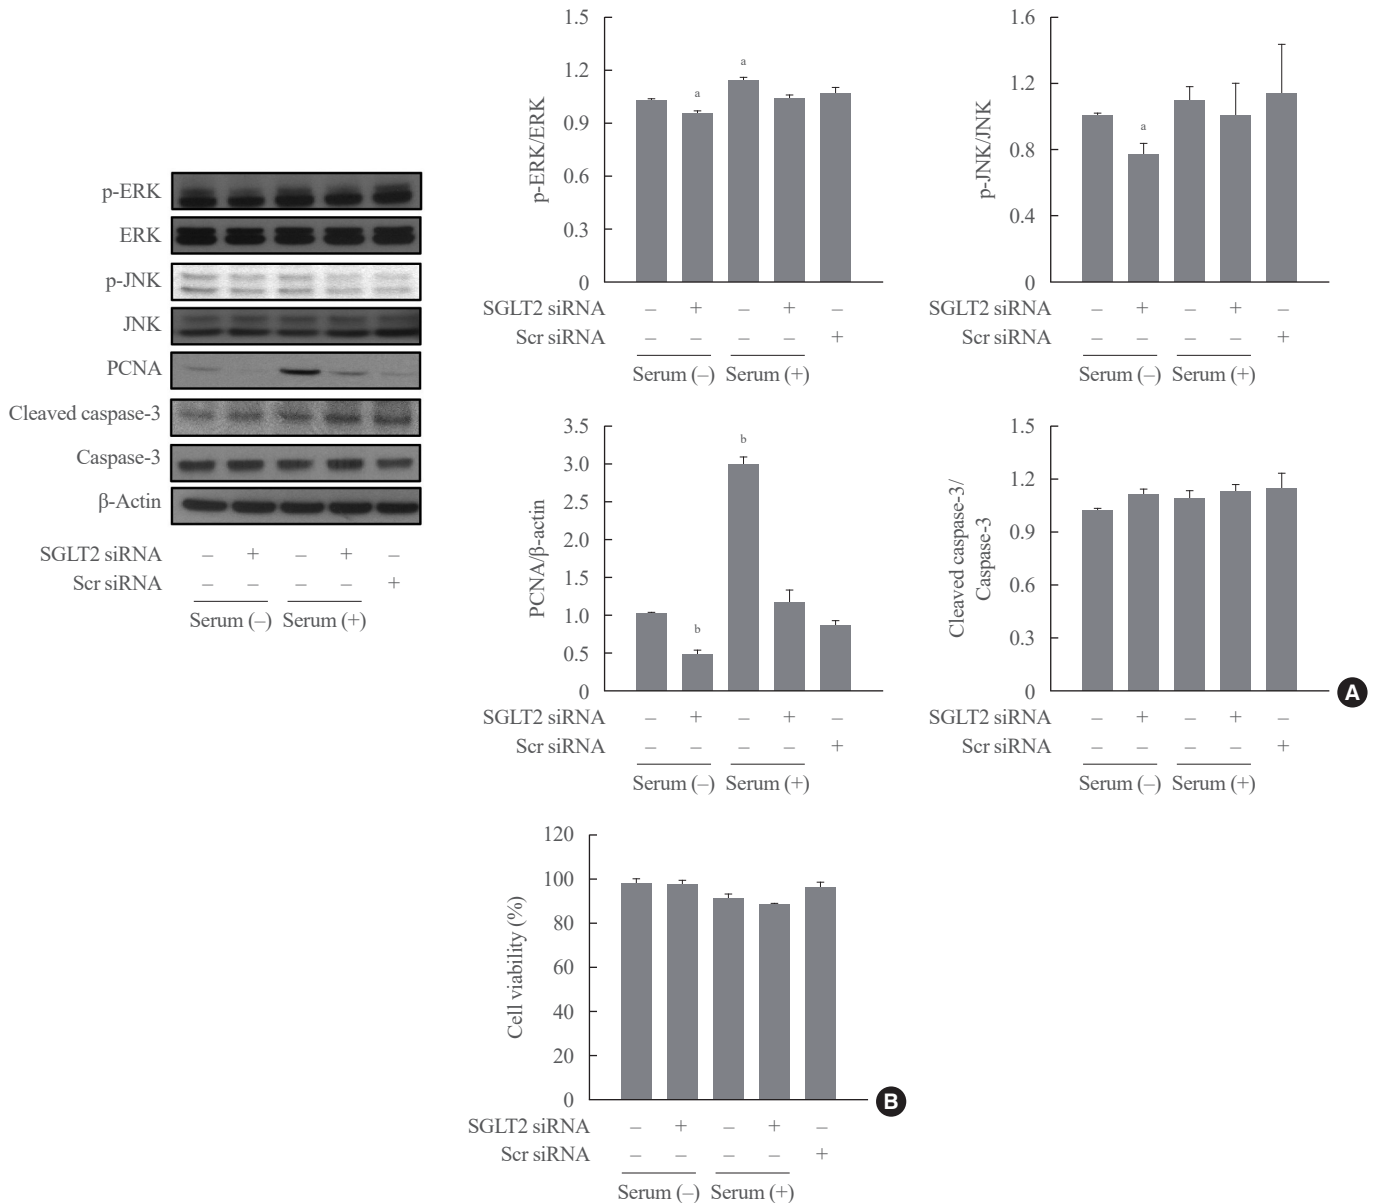 p-ERK
ERK
p-JNK
JNK
PCNA
Cleaved caspase-3
Caspase-3
β-Actin
SGLT2 siRNA – + – + –
Scr siRNA – – – – +
Serum (–) Serum (+)
1.5
1.2
0.9
0.6
0.3
0
p-ERK/ERK
a
a
SGLT2 siRNA – + – + –
Scr siRNA – – – – +
Serum (–) Serum (+)
1.6
1.2
0.8
0.4
0
p-JNK/JNK
a
SGLT2 siRNA – + – + –
Scr siRNA – – – – +
Serum (–) Serum (+)
3.5
3.0
2.5
2.0
1.5
1.0
0.5
0
PCNA/β-actin
b
b
SGLT2 siRNA – + – + –
Scr siRNA – – – – +
Serum (–) Serum (+)
1.5
1.2
0.9
0.6
0.3
0
Cleaved caspase-3/
Caspase-3
SGLT2 siRNA – + – + –
Scr siRNA – – – – +
Serum (–) Serum (+)
A
120
100
80
60
40
20
0
Cell viability (%)
SGLT2 siRNA – + – + –
Scr siRNA – – – – +
Serum (–) Serum (+)
B